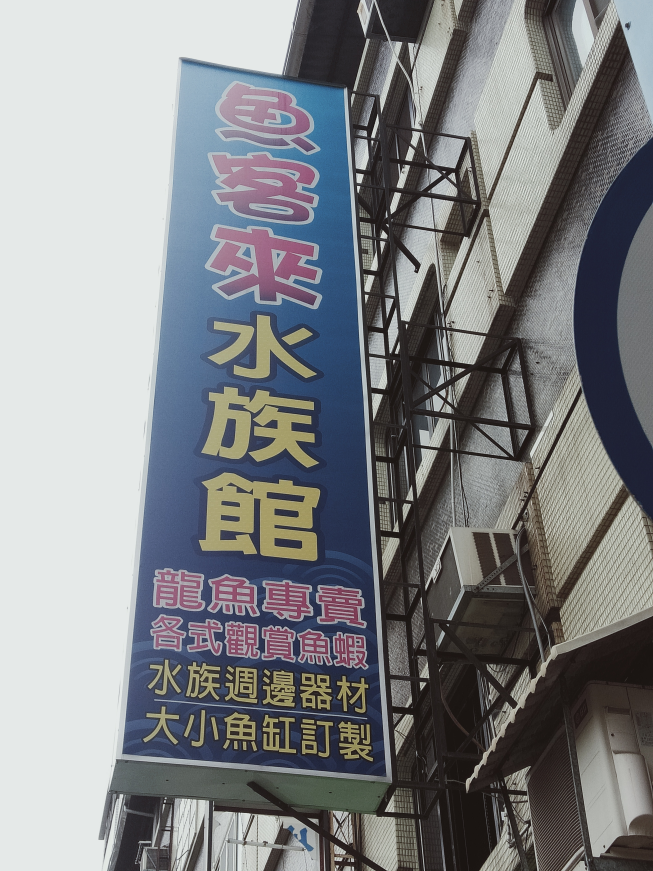 魚客來水族館
龍魚專賣
各式觀賞魚蝦
水族週邊器材
大小魚缸訂製